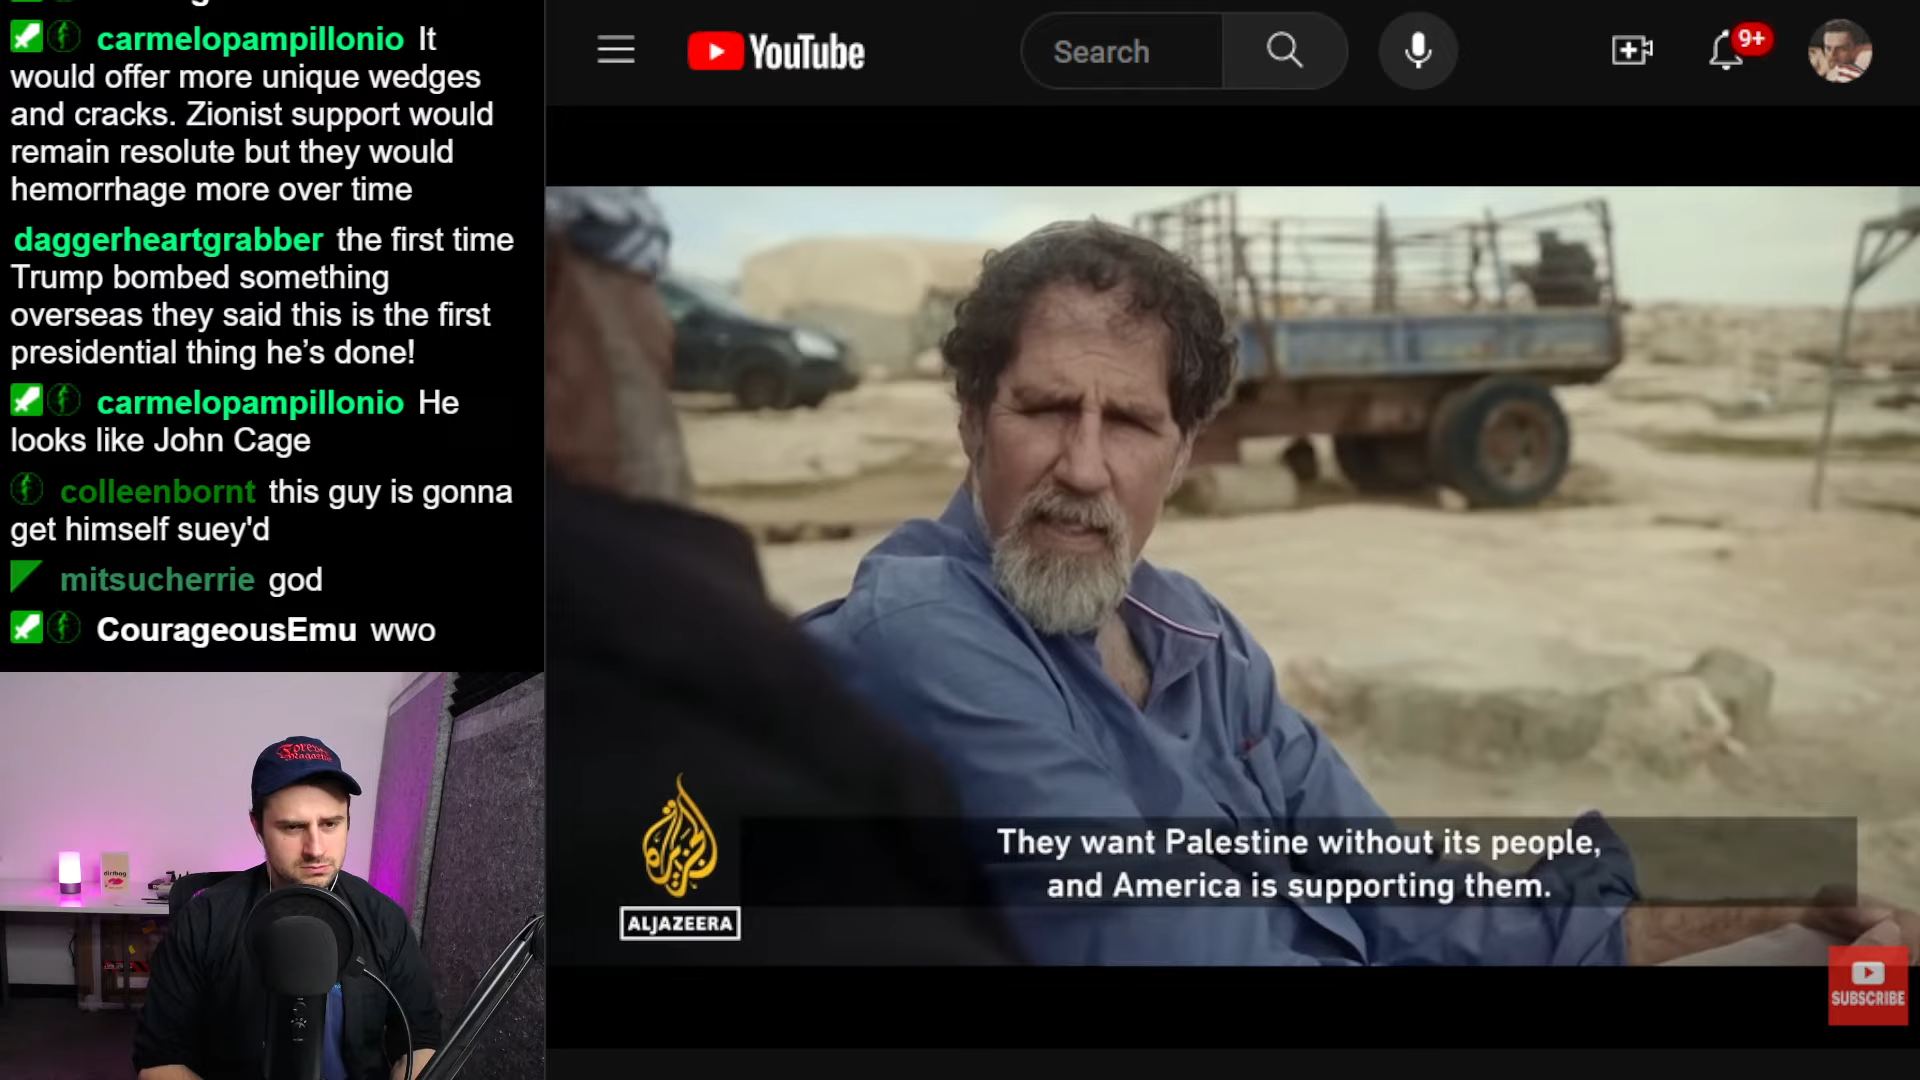 carmelopampillonio It
would offer more unique wedges
and cracks. Zionist support would
remain resolute but they would
hemorrhage more over time
daggerheartgrabber the first time
Trump bombed something
overseas they said this is the first
presidential thing he's done!
carmelopampillonio He
looks like John Cage
colleenbornt this guy is gonna
get himself suey'd
mitsucherrie god
CourageousEmu wwo
YouTube
Search
9+
They want Palestine without its people,
and America is supporting them.
ALJAZEERA
SUBSCRIBE
Forever
Magazine
dirtbag